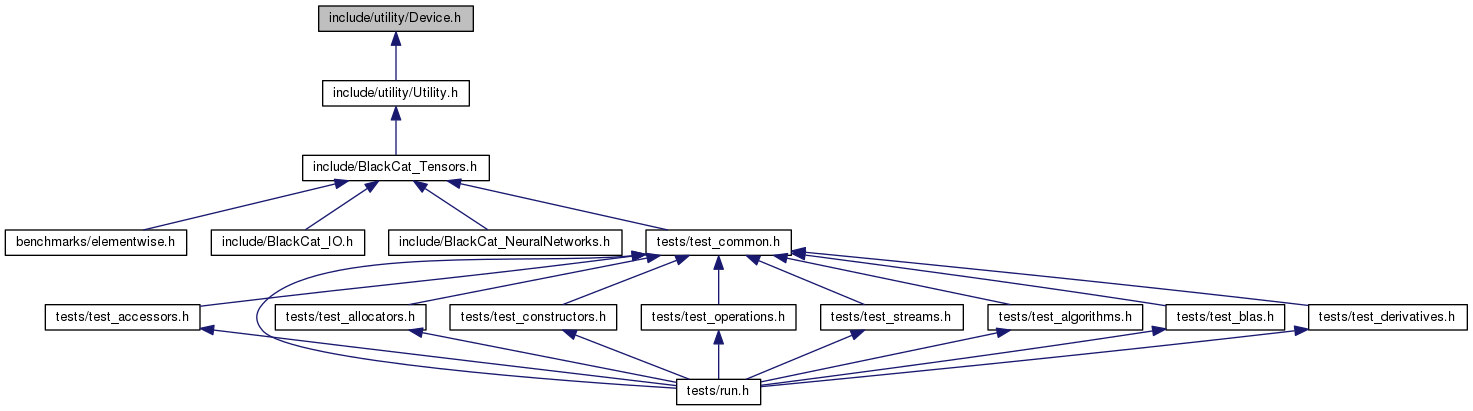 include/utility/Device.h
include/utility/Utility.h
include/BlackCat_Tensors.h
benchmarks/elementwise.h
include/BlackCat_IO.h
include/BlackCat_NeuralNetworks.h
tests/test_common.h
tests/test_accessors.h
tests/test_allocators.h
tests/test_constructors.h
tests/test_operations.h
tests/test_streams.h
tests/test_algorithms.h
tests/test_blas.h
tests/test_derivatives.h
tests/run.h